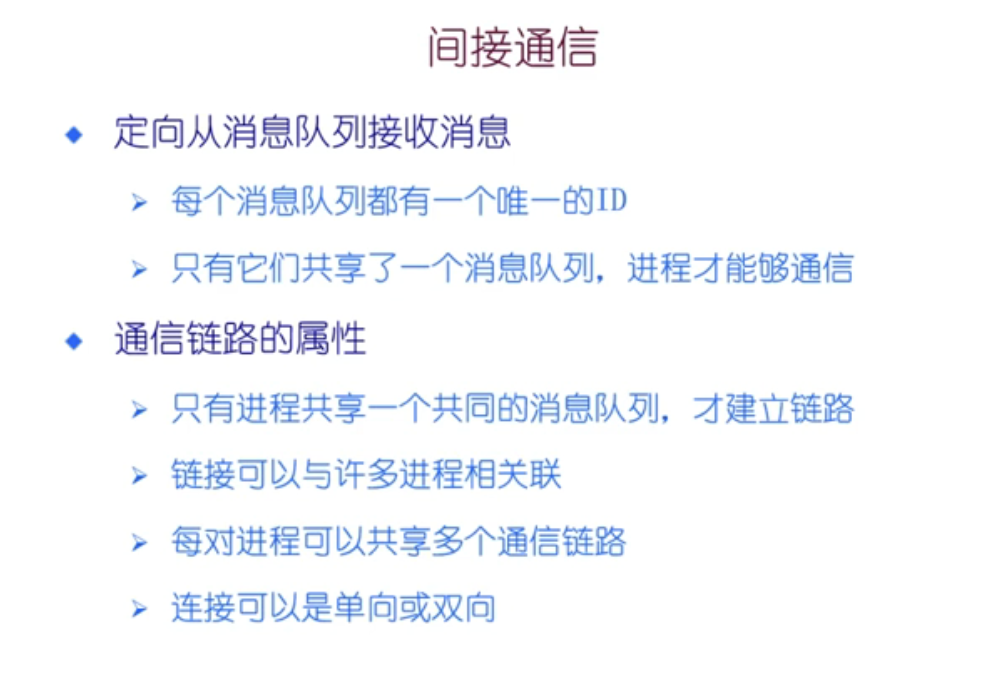 间接通信
定向从消息队列接收消息
每个消息队列都有一个唯一的ID
只有它们共享了一个消息队列，进程才能够通信
通信链路的属性
只有进程共享一个共同的消息队列，才建立链路
链接可以与许多进程相关联
每对进程可以共享多个通信链路
连接可以是单向或双向